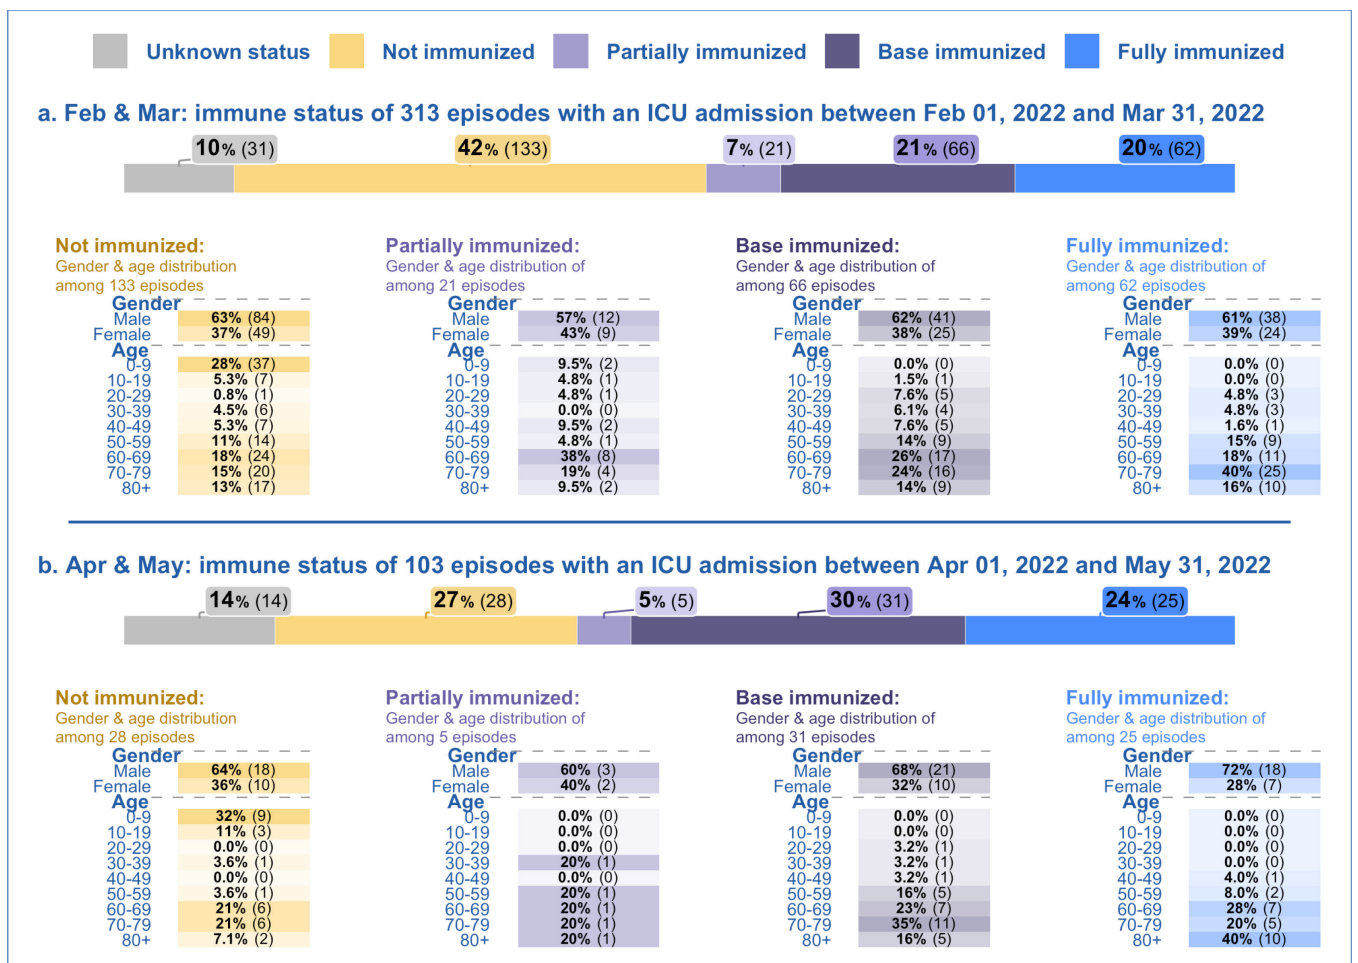 Unknown status Not immunized Partially immunized Base immunized Fully immunized
a. Feb & Mar: immune status of 313 episodes with an ICU admission between Feb 01, 2022 and Mar 31, 2022
10% (31) 42% (133) 7% (21) 21% (66) 20% (62)
Not immunized:
Gender & age distribution
among 133 episodes
Gender
Male 63% (84)
Female 37% (49)
Age
0-9 28% (37)
10-19 5.3% (7)
20-29 0.8% (1)
30-39 4.5% (6)
40-49 5.3% (7)
50-59 11% (14)
60-69 18% (24)
70-79 15% (20)
80+ 13% (17)
Partially immunized:
Gender & age distribution of
among 21 episodes
Gender
Male 57% (12)
Female 43% (9)
Age
0-9 9.5% (2)
10-19 4.8% (1)
20-29 4.8% (1)
30-39 0.0% (0)
40-49 9.5% (2)
50-59 4.8% (1)
60-69 38% (8)
70-79 19% (4)
80+ 9.5% (2)
Base immunized:
Gender & age distribution of
among 66 episodes
Gender
Male 62% (41)
Female 38% (25)
Age
0-9 0.0% (0)
10-19 1.5% (1)
20-29 7.6% (5)
30-39 6.1% (4)
40-49 7.6% (5)
50-59 14% (9)
60-69 26% (17)
70-79 24% (16)
80+ 14% (9)
Fully immunized:
Gender & age distribution of
among 62 episodes
Gender
Male 61% (38)
Female 39% (24)
Age
0-9 0.0% (0)
10-19 0.0% (0)
20-29 4.8% (3)
30-39 4.8% (3)
40-49 1.6% (1)
50-59 15% (9)
60-69 18% (11)
70-79 40% (25)
80+ 16% (10)
b. Apr & May: immune status of 103 episodes with an ICU admission between Apr 01, 2022 and May 31, 2022
14% (14) 27% (28) 5% (5) 30% (31) 24% (25)
Not immunized:
Gender & age distribution
among 28 episodes
Gender
Male 64% (18)
Female 36% (10)
Age
0-9 32% (9)
10-19 11% (3)
20-29 0.0% (0)
30-39 3.6% (1)
40-49 0.0% (0)
50-59 3.6% (1)
60-69 21% (6)
70-79 21% (6)
80+ 7.1% (2)
Partially immunized:
Gender & age distribution of
among 5 episodes
Gender
Male 60% (3)
Female 40% (2)
Age
0-9 0.0% (0)
10-19 0.0% (0)
20-29 0.0% (0)
30-39 20% (1)
40-49 0.0% (0)
50-59 20% (1)
60-69 20% (1)
70-79 20% (1)
80+ 20% (1)
Base immunized:
Gender & age distribution of
among 31 episodes
Gender
Male 68% (21)
Female 32% (10)
Age
0-9 0.0% (0)
10-19 0.0% (0)
20-29 3.2% (1)
30-39 3.2% (1)
40-49 3.2% (1)
50-59 16% (5)
60-69 23% (7)
70-79 35% (11)
80+ 16% (5)
Fully immunized:
Gender & age distribution of
among 25 episodes
Gender
Male 72% (18)
Female 28% (7)
Age
0-9 0.0% (0)
10-19 0.0% (0)
20-29 0.0% (0)
30-39 0.0% (0)
40-49 4.0% (1)
50-59 8.0% (2)
60-69 28% (7)
70-79 20% (5)
80+ 40% (10)